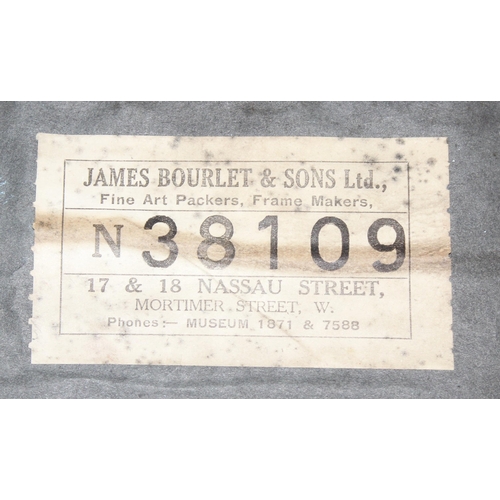 JAMES BOURLET & SONS Ltd.,
Fine Art Packers, Frame Makers,
N 38109
17 & 18 NASSAU STREET,
MORTIMER STREET, W.
Phones:— MUSEUM 1871 & 7588